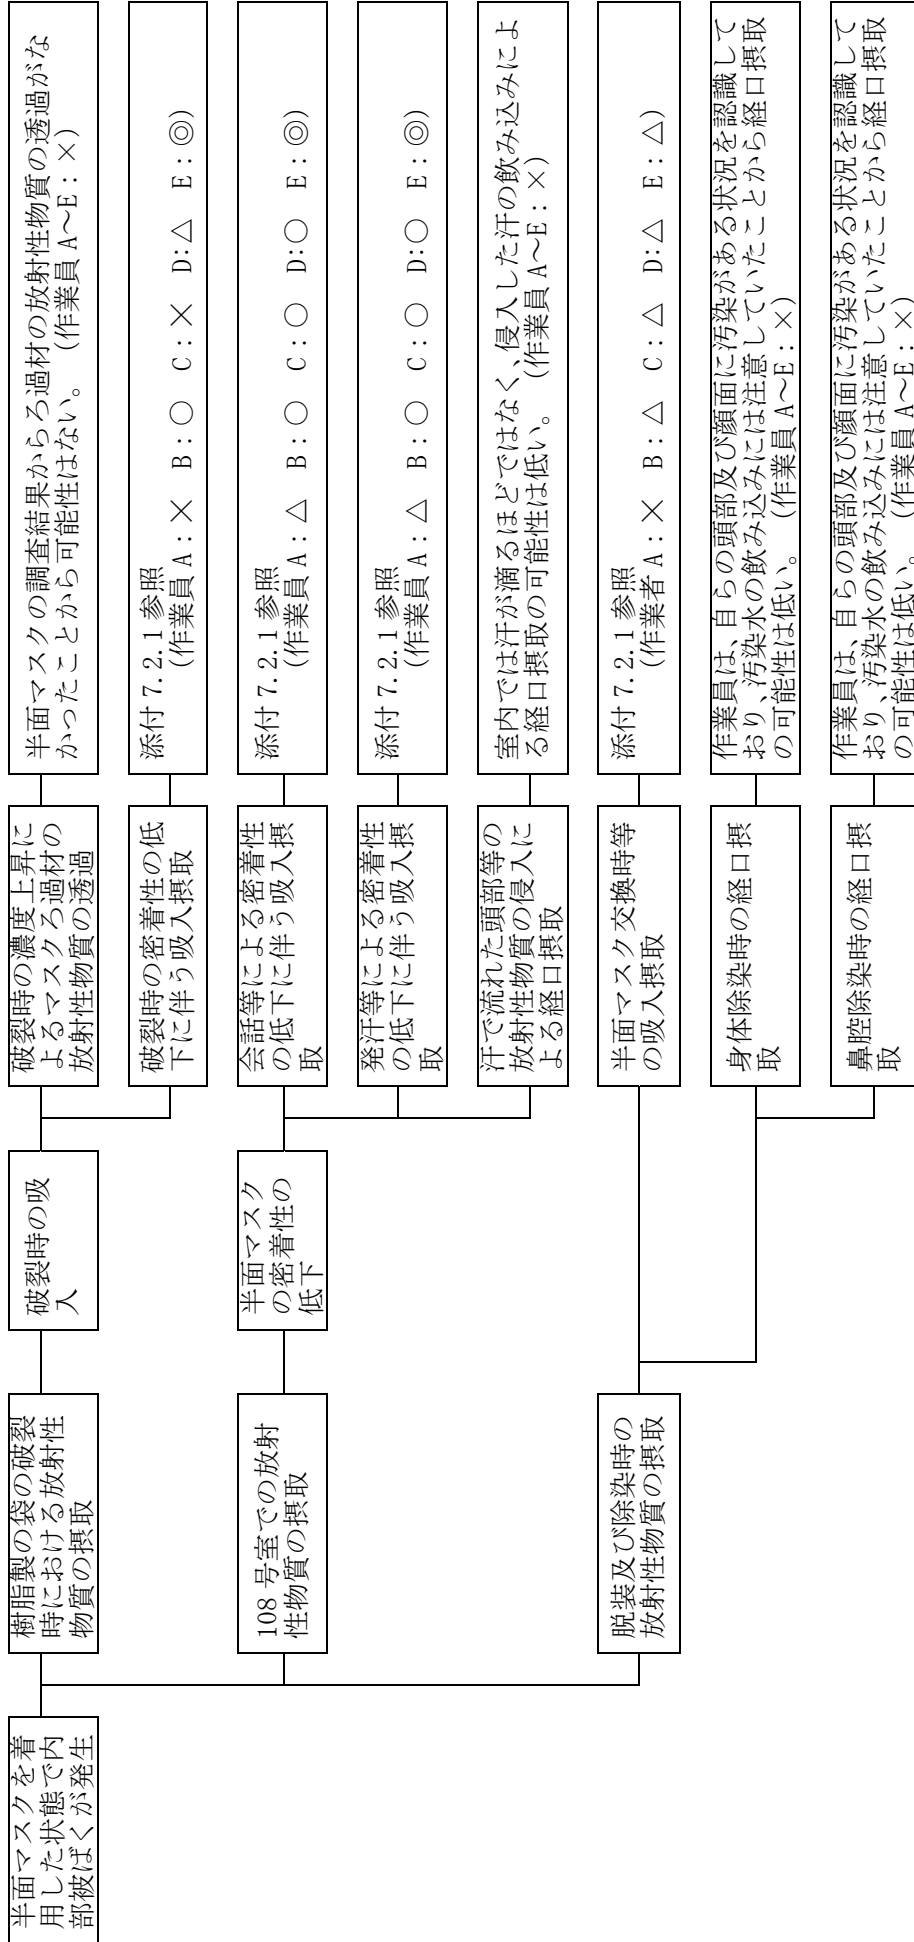 半面マスクを着
用した状態で内
部被ばくが発生
樹脂製の袋の破裂
時における放射性
物質の摂取
破裂時の吸
入
破裂時の濃度上昇に
よるマスクろ過材の
放射性物質の透過
半面マスクの調査結果からろ過材の放射性物質の透過がな
かったことから可能性はない。 (作業員 A～E：×)
破裂時の密着性の低
下に伴う吸入摂取
添付 7.2.1 参照
(作業員 A：× B：○ C：× D:△ E：◎)
108 号室での放射
性物質の摂取
半面マスク
の密着性の
低下
会話等による密着性
の低下に伴う吸入摂
取
添付 7.2.1 参照
(作業員 A：△ B：○ C：○ D:○ E：◎)
発汗等による密着性
の低下に伴う吸入摂
取
添付 7.2.1 参照
(作業員 A：△ B：○ C：○ D:○ E：◎)
汗で流れた頭部等の
放射性物質の侵入に
よる経口摂取
室内では汗が滴るほどではなく、侵入した汗の飲み込みによ
る経口摂取の可能性は低い。 (作業員 A～E：×)
脱装及び除染時の
放射性物質の摂取
半面マスク交換時等
の吸入摂取
添付 7.2.1 参照
(作業者 A：× B：△ C：△ D:△ E：△)
身体除染時の経口摂
取
作業員は、自らの頭部及び顔面に汚染がある状況を認識して
おり、汚染水の飲み込みには注意していたことから経口摂取
の可能性は低い。 (作業員 A～E：×)
鼻腔除染時の経口摂
取
作業員は、自らの頭部及び顔面に汚染がある状況を認識して
おり、汚染水の飲み込みには注意していたことから経口摂取
の可能性は低い。 (作業員 A～E：×)